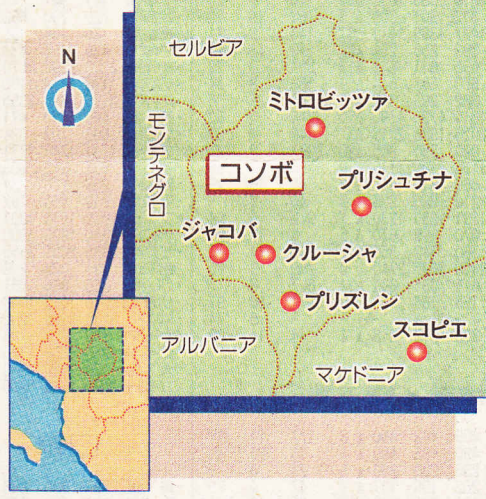 N
セルビア
ミトロビッツァ
モンテネグロ
コソボ
プリシュチナ
ジャコバ
クルーシャ
プリズレン
スコピエ
アルバニア
マケドニア